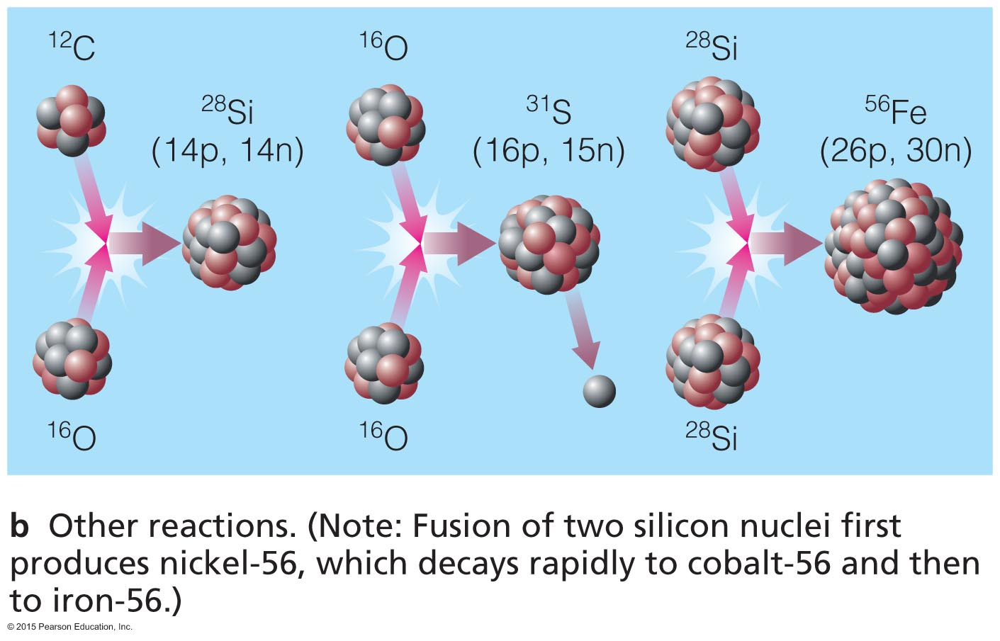 12C
16O
28Si
28Si
(14p, 14n)
31S
(16p, 15n)
56Fe
(26p, 30n)
16O
16O
28Si
b Other reactions. (Note: Fusion of two silicon nuclei first
produces nickel-56, which decays rapidly to cobalt-56 and then
to iron-56.)
© 2015 Pearson Education, Inc.